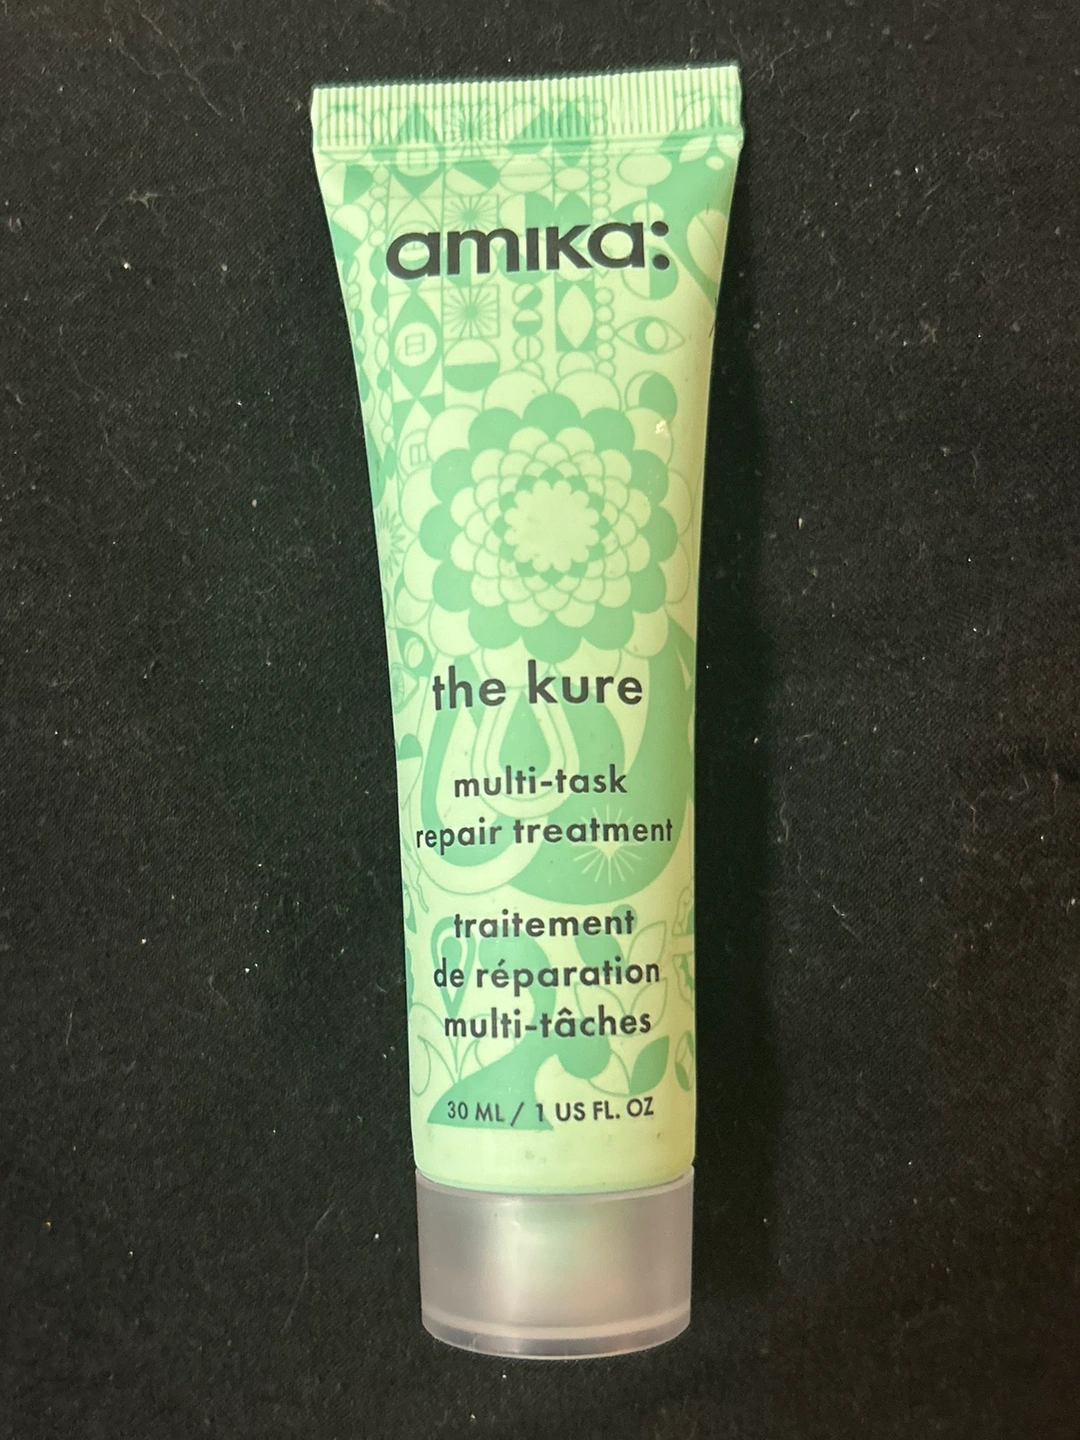 amika:
the kure
multi-task
repair treatment
traitement
de réparation
multi-tâches
30 ML / 1 US FL. OZ